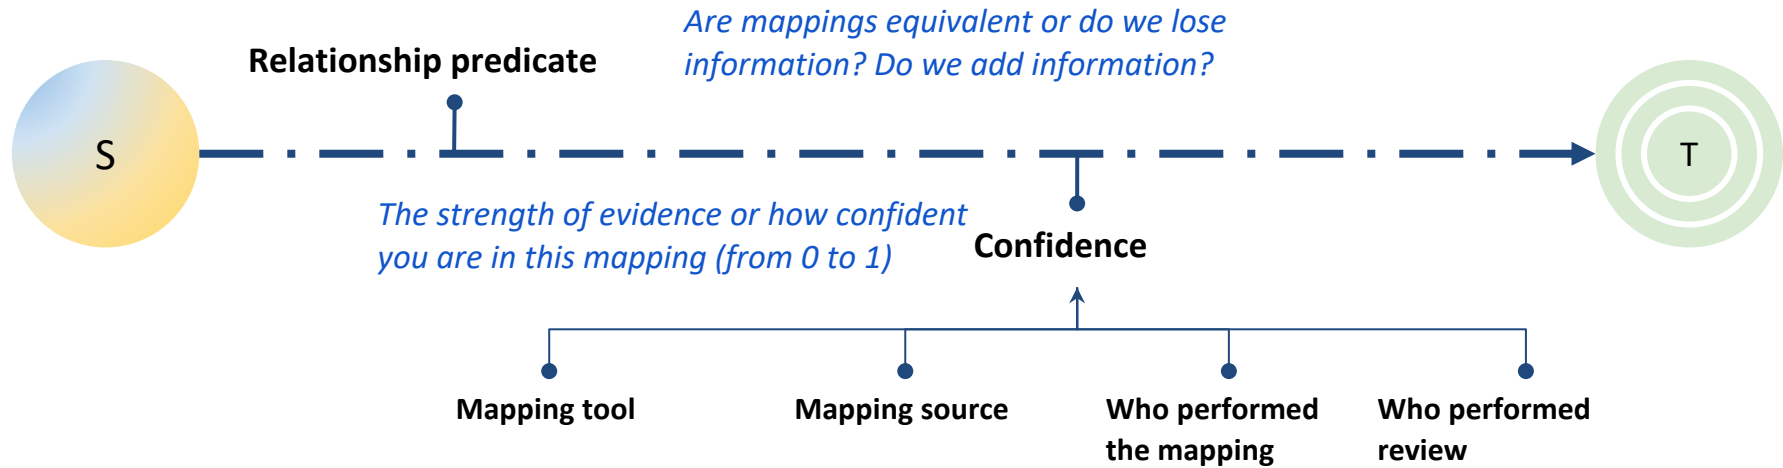 Are mappings equivalent or do we lose
information? Do we add information?
Relationship predicate
S
T
The strength of evidence or how confident
you are in this mapping (from 0 to 1)
Confidence
Mapping tool
Mapping source
Who performed
the mapping
Who performed
review